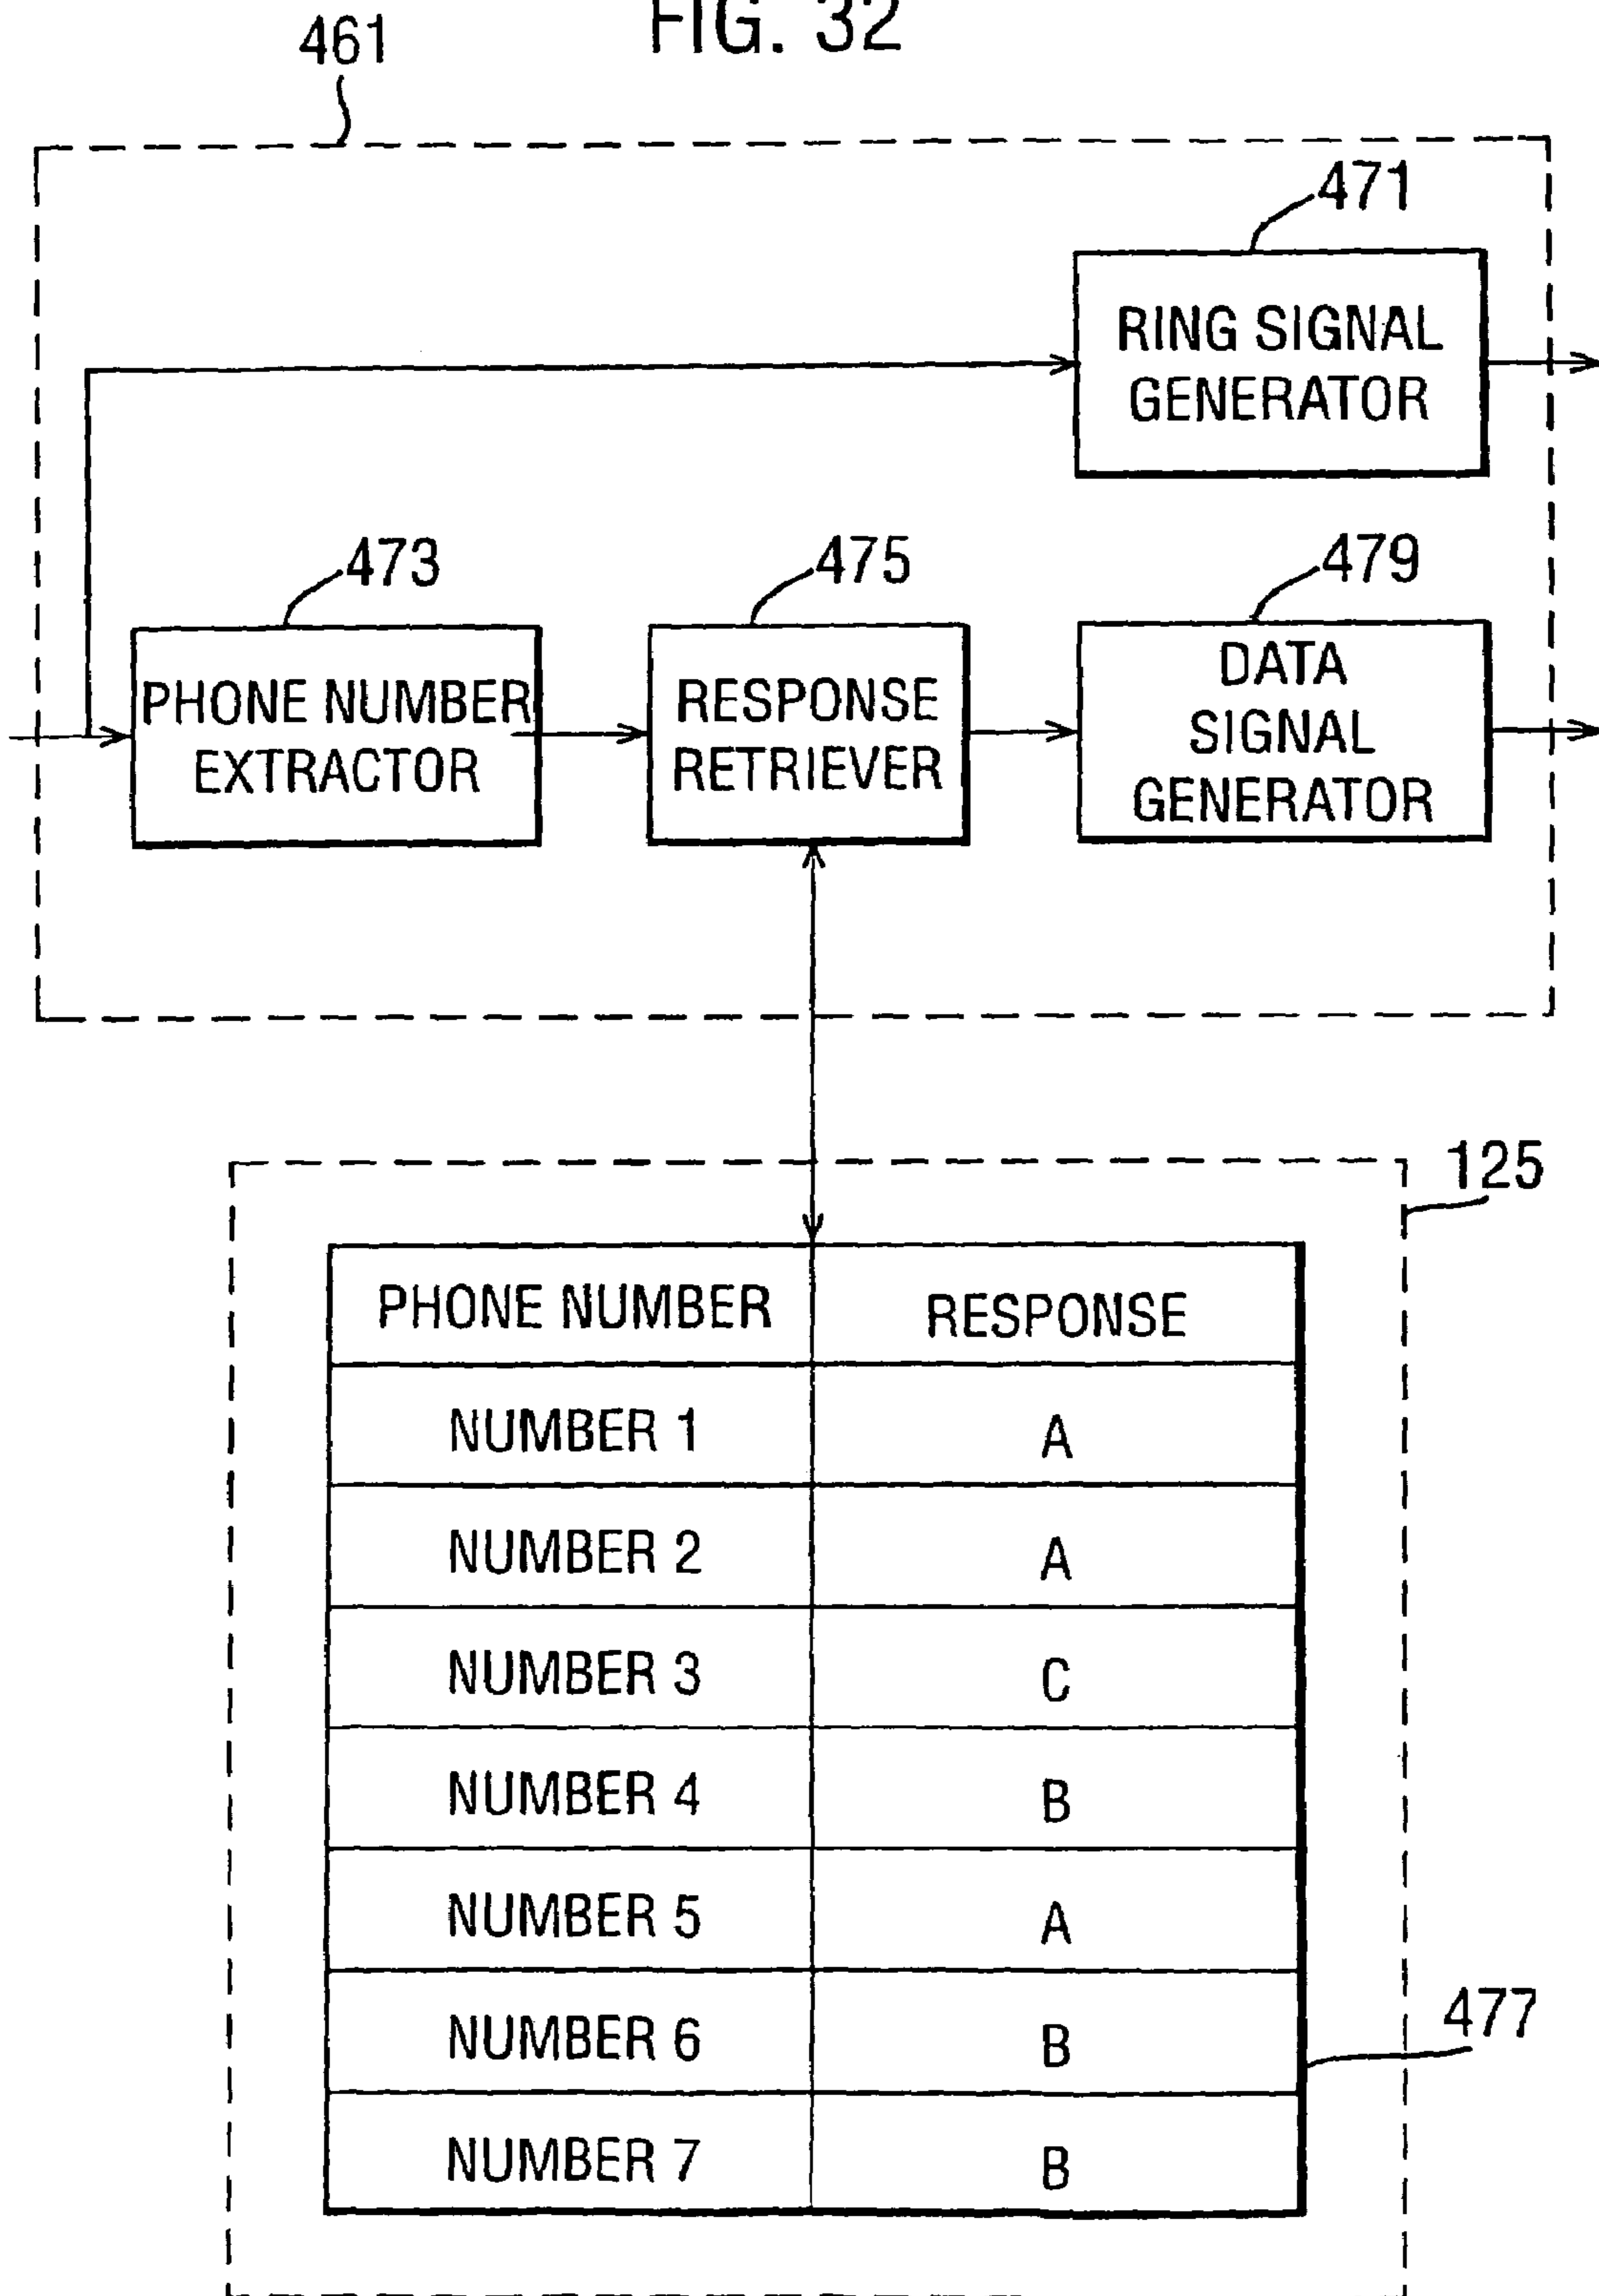 FIG. 32
461
471
RING SIGNAL
GENERATOR
473
475
479
PHONE NUMBER
EXTRACTOR
RESPONSE
RETRIEVER
DATA
SIGNAL
GENERATOR
125
PHONE NUMBER RESPONSE
NUMBER 1 A
NUMBER 2 A
NUMBER 3 C
NUMBER 4 B
NUMBER 5 A
NUMBER 6 B
NUMBER 7 B
477